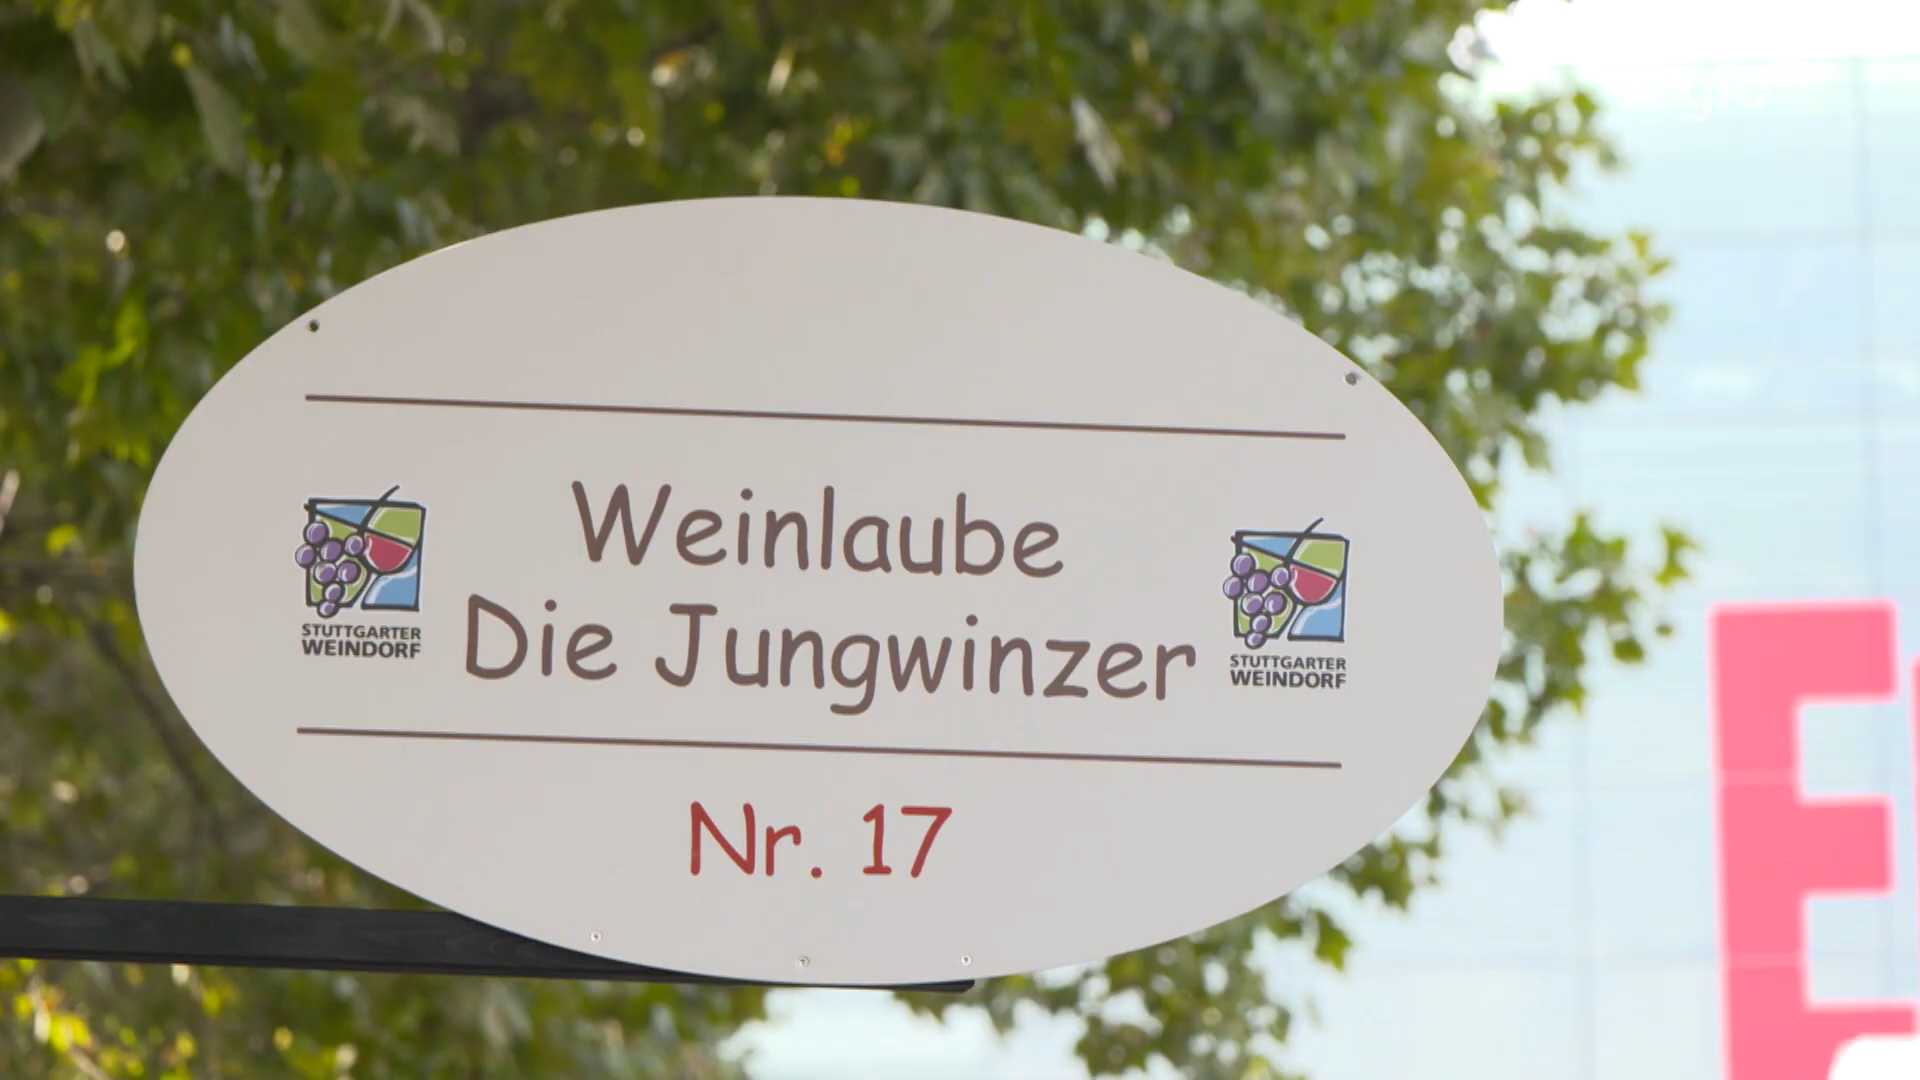 Weinlaube
Die Jungwinzer
STUTTGARTER
WEINDORF
STUTTGARTER
WEINDORF
Nr. 17